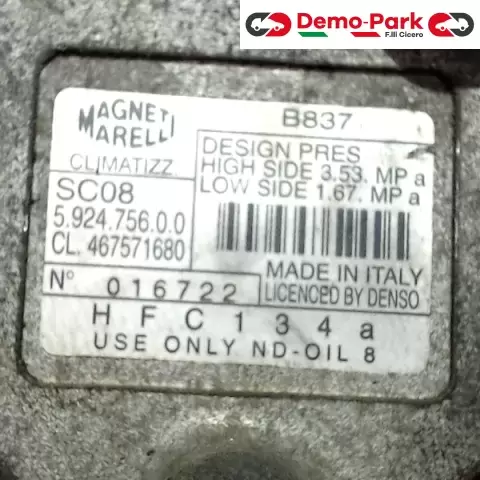 Demo-Park
F.lli Cicero
MAGNETI
MARELLI
CLIMATIZZ.
B837
DESIGN PRES
HIGH SIDE 3.53. MPa
LOW SIDE 1.67. MPa
SC08
5.924.756.0.0
CL. 467571680
N° 016722
MADE IN ITALY
LICENCED BY DENSO
HFC134a
USE ONLY ND-OIL 8